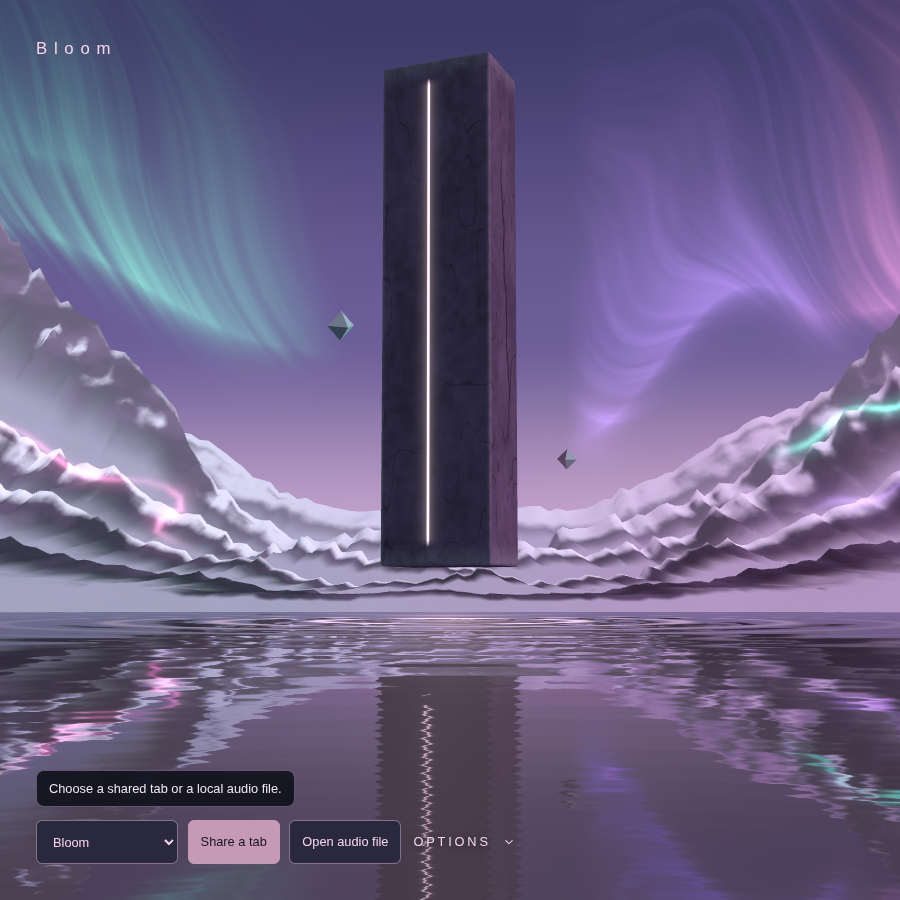 Bloom
Choose a shared tab or a local audio file.
Bloom
Share a tab
Open audio file
OPTIONS